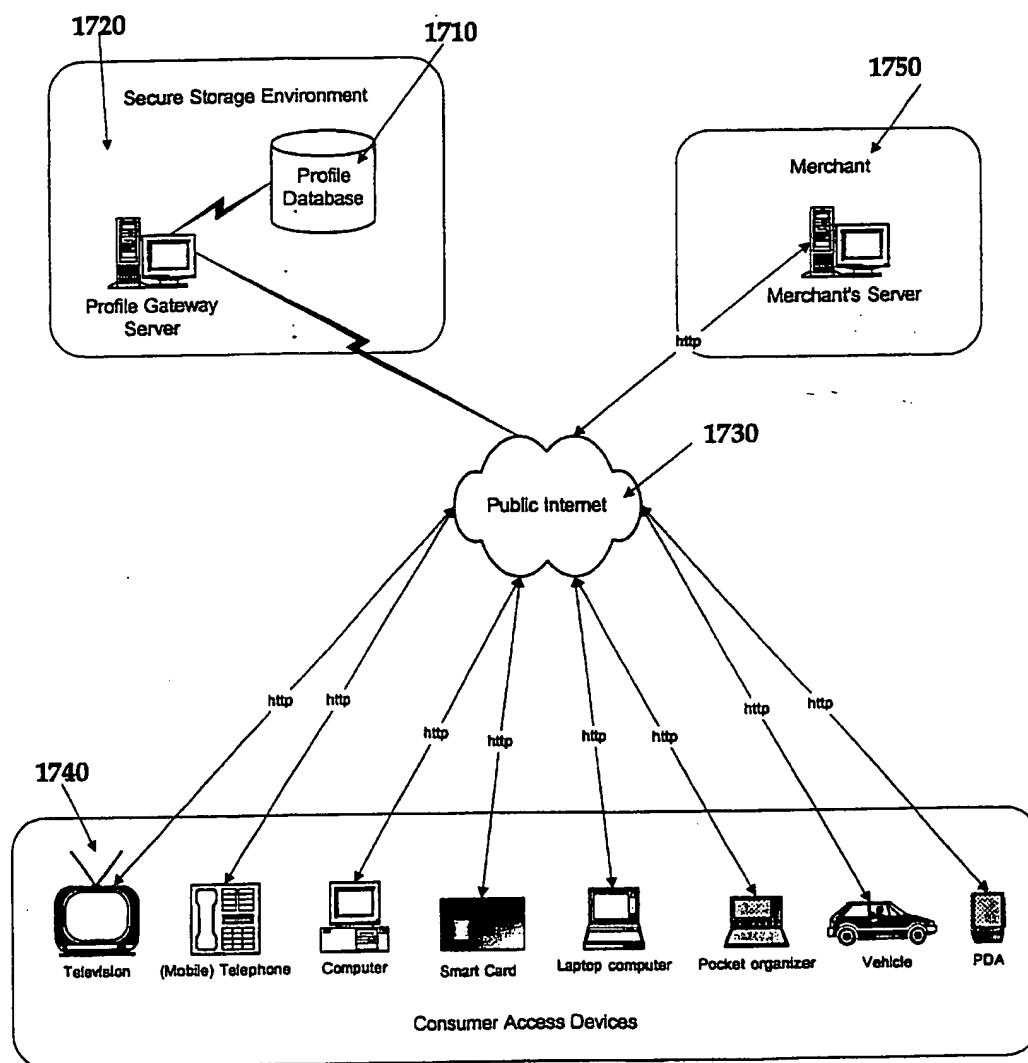 1720
1710
1750
Secure Storage Environment
Profile
Database
Profile Gateway
Server
Merchant
Merchant's Server
http
1730
Public Internet
http
http
http
http
http
http
http
http
1740
Television
(Mobile) Telephone
Computer
Smart Card
Laptop computer
Pocket organizer
Vehicle
PDA
Consumer Access Devices